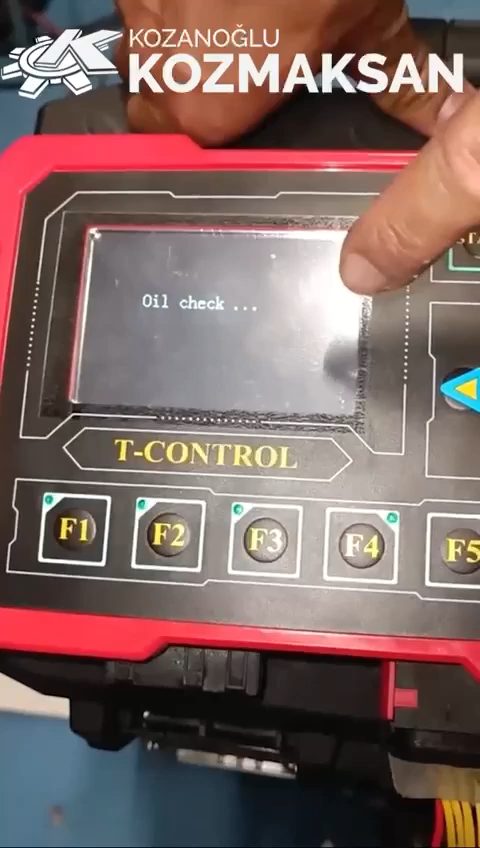 KOZANOĞLU
KOZMAKSAN
Oil check ...
T-CONTROL
F1
F2
F3
F4
F5